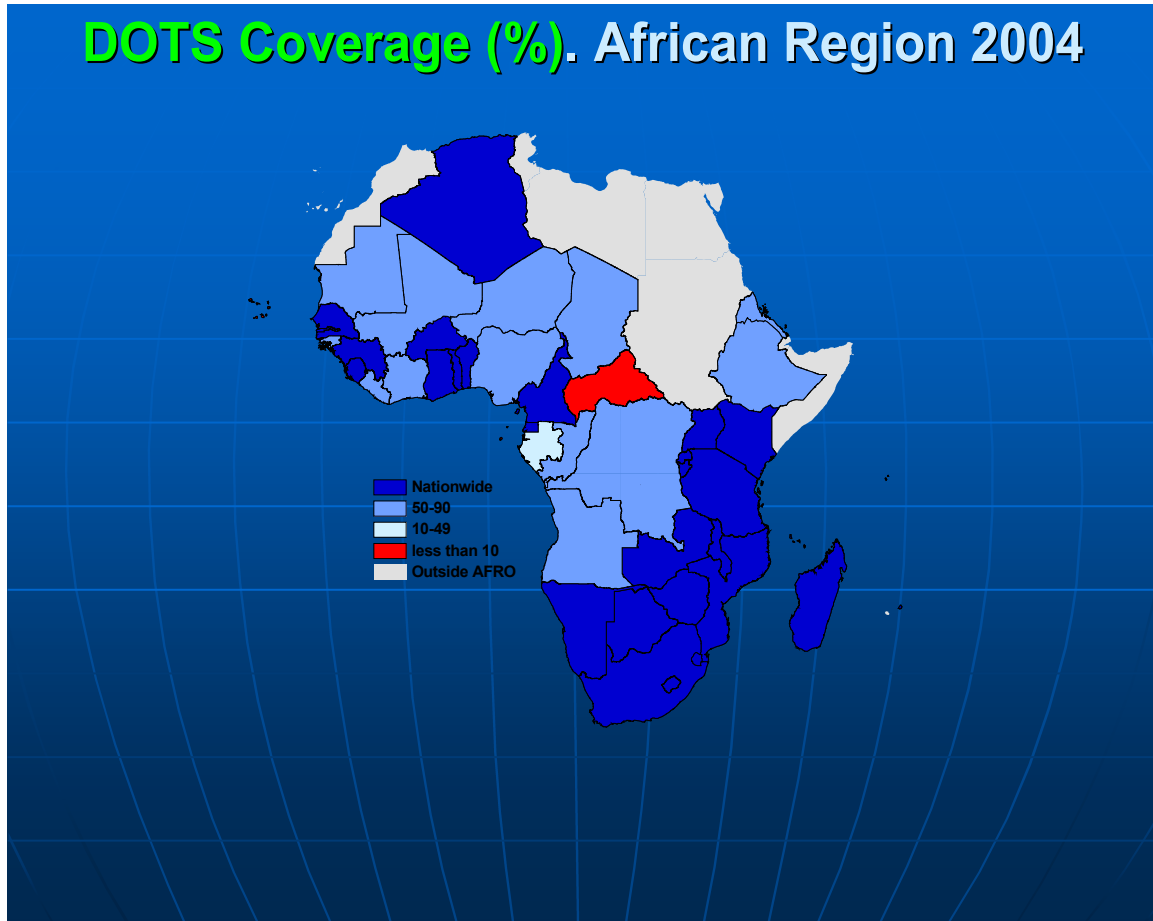 DOTS Coverage (%). African Region 2004
Nationwide
50-90
10-49
less than 10
Outside AFRO